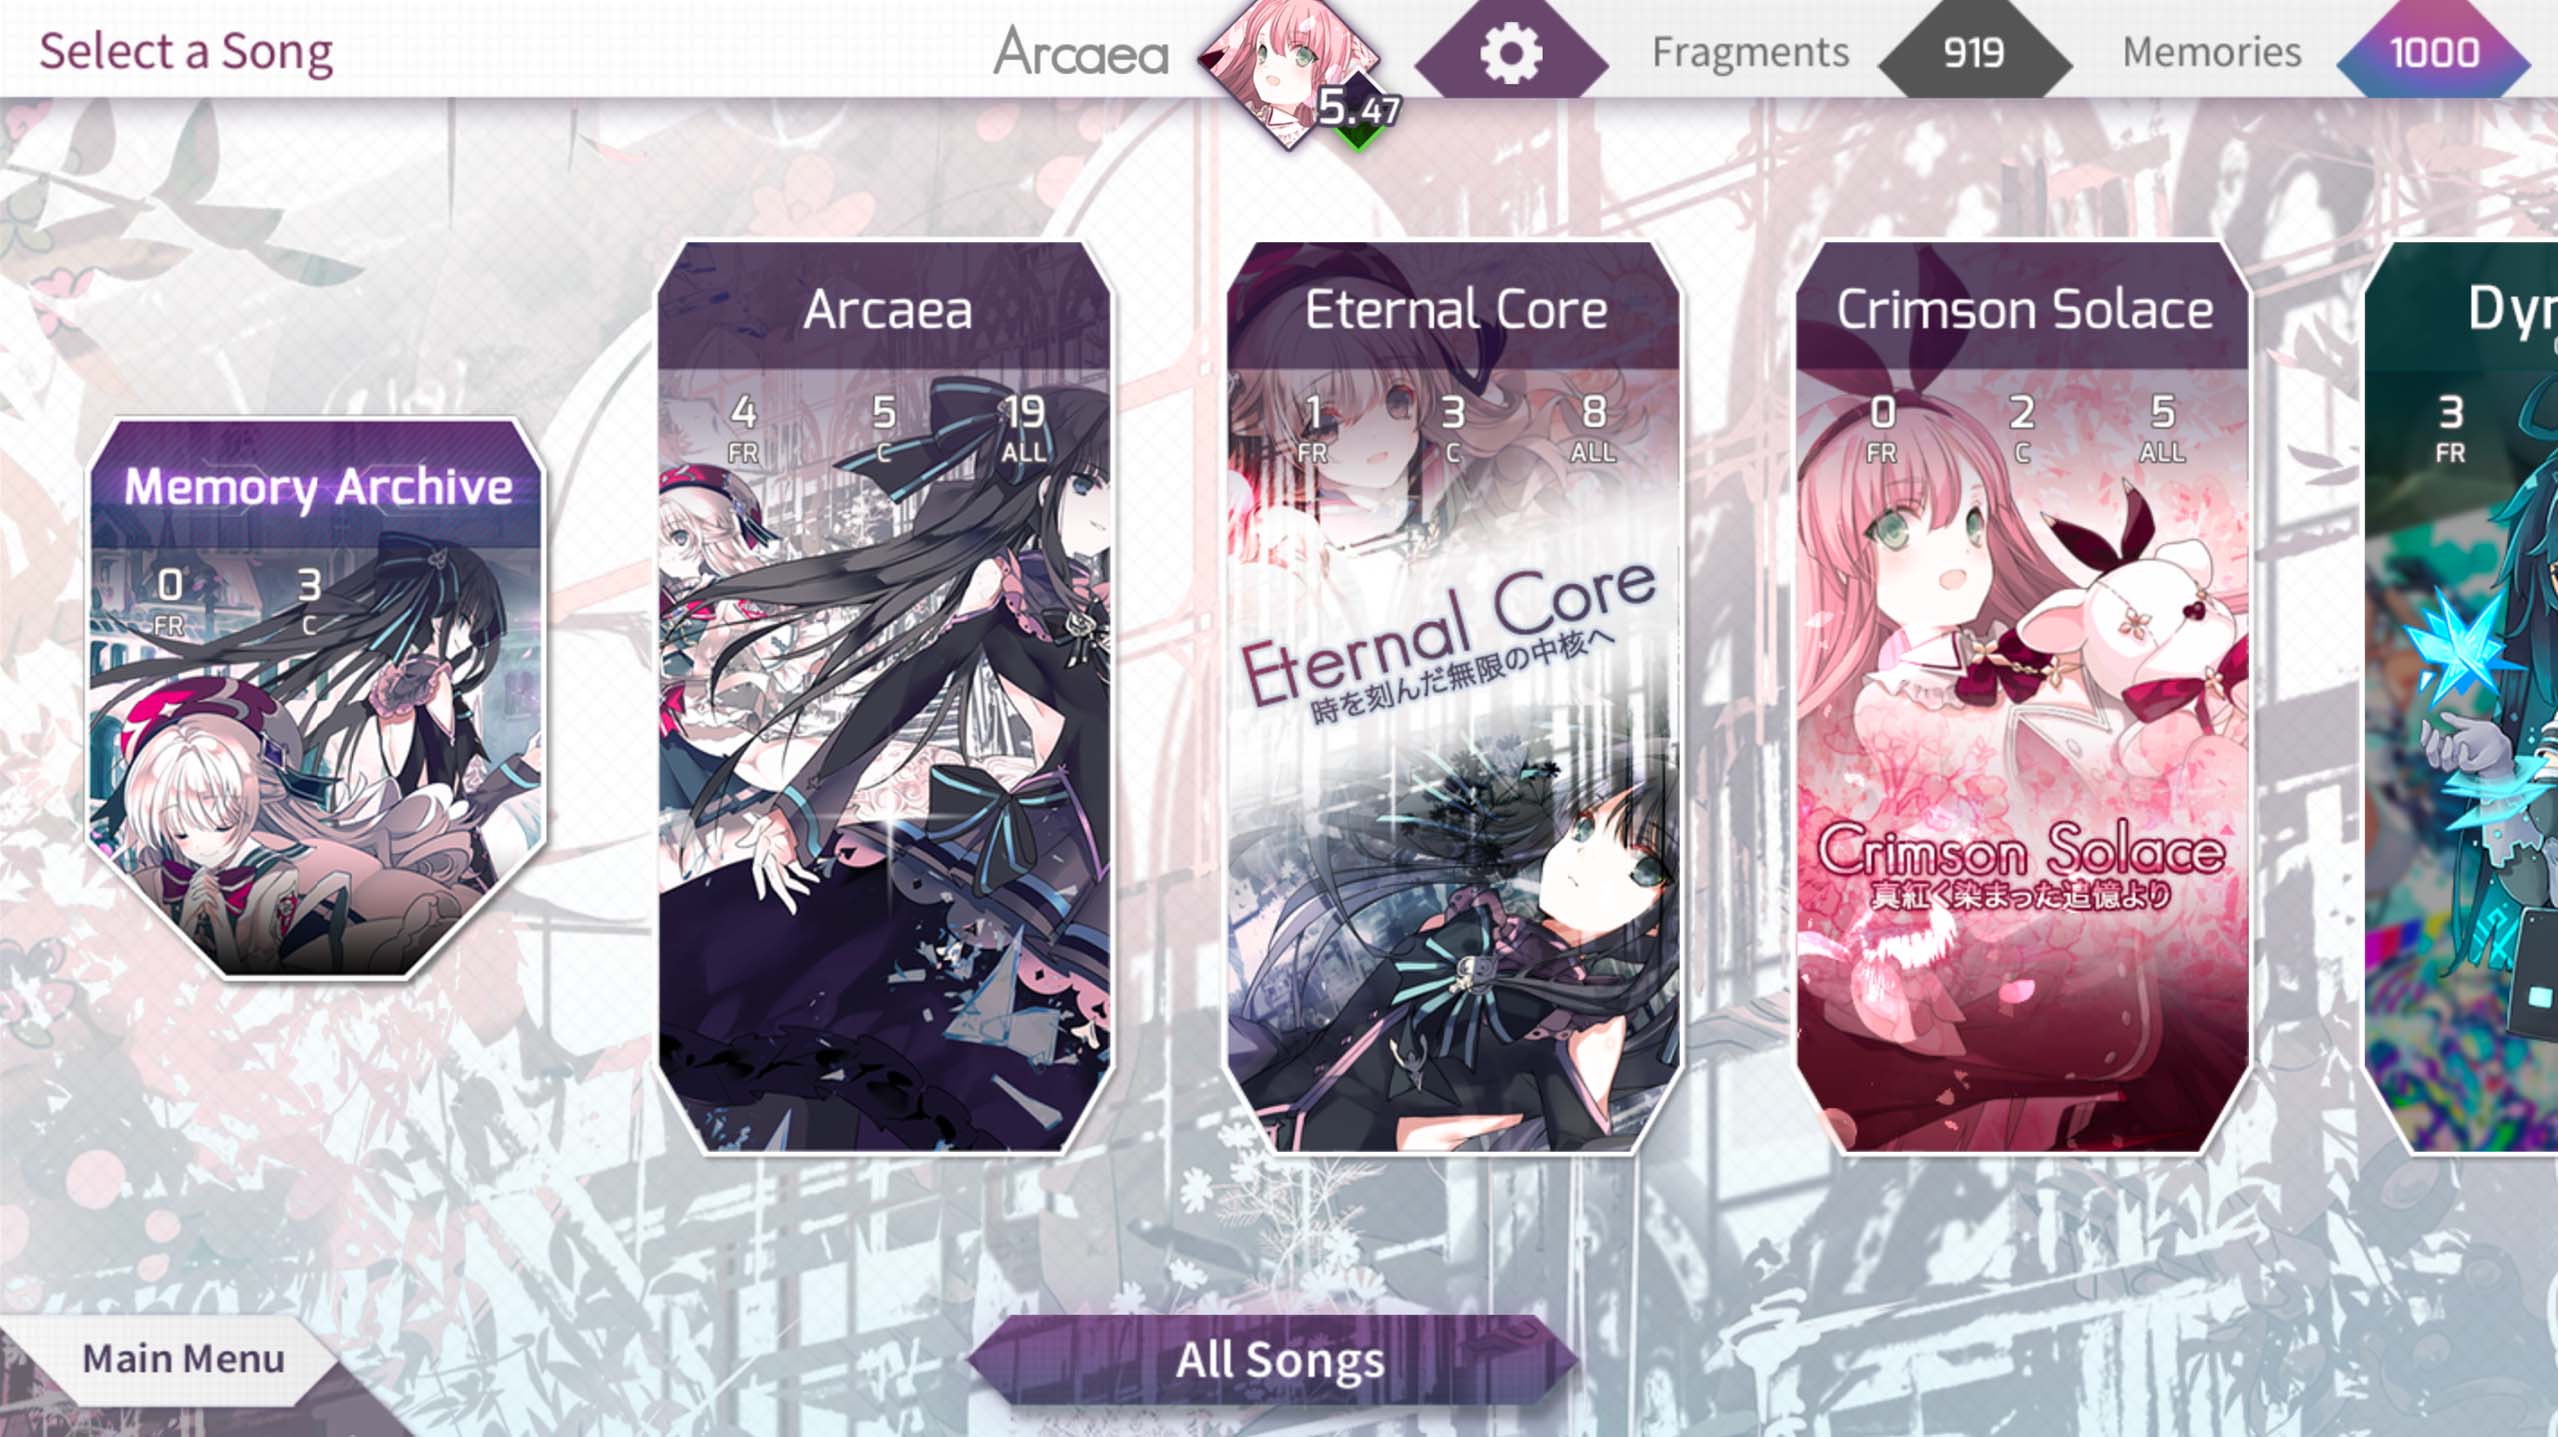 Select a Song
Arcaea
5.47
Fragments
919
Memories
1000
Memory Archive
0 3
FR C
Arcaea
4 5 19
FR C ALL
Eternal Core
1 3 8
FR C ALL
Eternal Core
時を刻んだ無限の中核へ
Crimson Solace
0 2 5
FR C ALL
Crimson Solace
真紅く染まった追憶より
Dyn
3
FR
Main Menu
All Songs